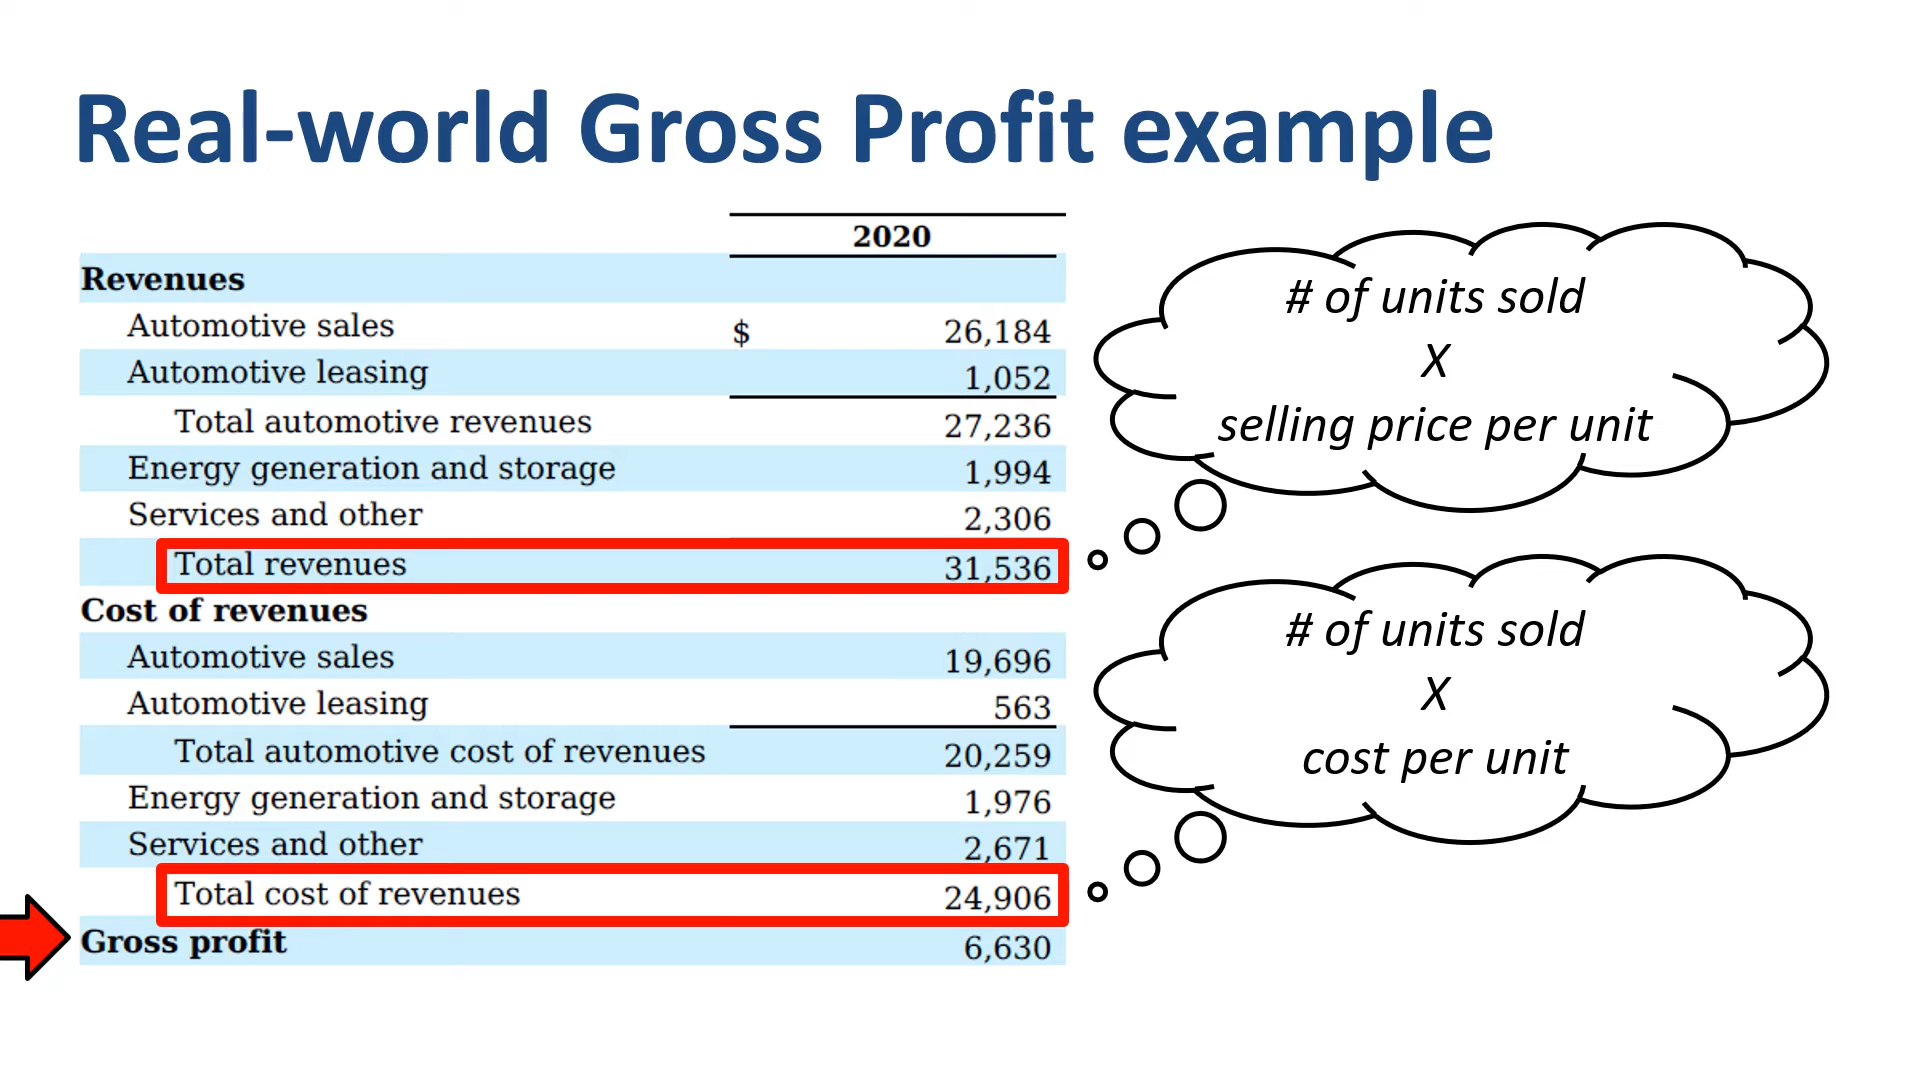 Real-world Gross Profit example
2020
Revenues
Automotive sales $ 26,184
Automotive leasing 1,052
Total automotive revenues 27,236
Energy generation and storage 1,994
Services and other 2,306
Total revenues 31,536
Cost of revenues
Automotive sales 19,696
Automotive leasing 563
Total automotive cost of revenues 20,259
Energy generation and storage 1,976
Services and other 2,671
Total cost of revenues 24,906
Gross profit 6,630
# of units sold
X
selling price per unit
# of units sold
X
cost per unit